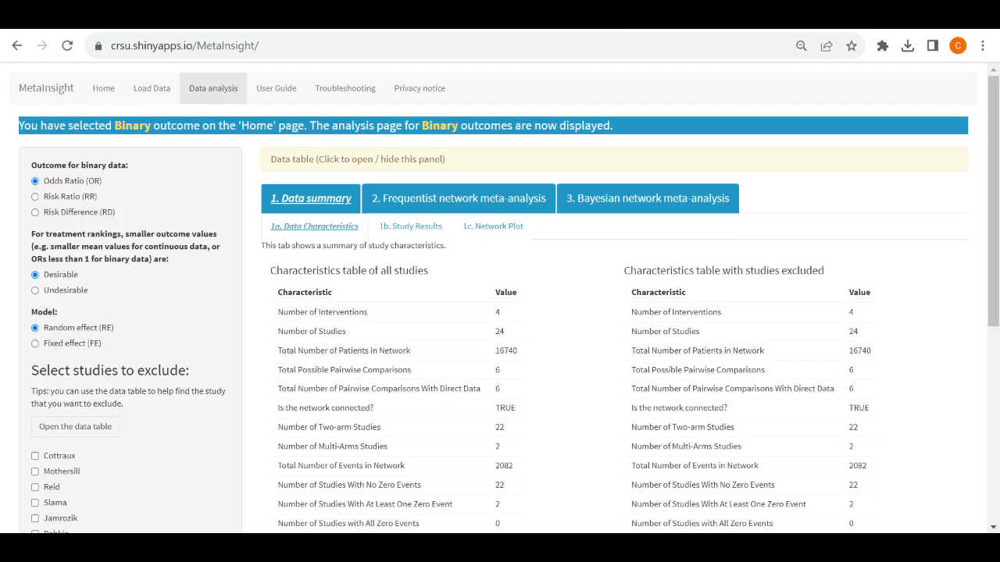 crsu.shinyapps.io/MetaInsight/
C
MetaInsight Home Load Data Data analysis User Guide Troubleshooting Privacy notice
You have selected Binary outcome on the 'Home' page. The analysis page for Binary outcomes are now displayed.
Outcome for binary data:
Odds Ratio (OR)
Risk Ratio (RR)
Risk Difference (RD)
For treatment rankings, smaller outcome values
(e.g. smaller mean values for continuous data, or
ORs less than 1 for binary data) are:
Desirable
Undesirable
Model:
Random effect (RE)
Fixed effect (FE)
Select studies to exclude:
Tips: you can use the data table to help find the study
that you want to exclude.
Open the data table
Cottraux
Mothersill
Reid
Slama
Jamrozik
Data table (Click to open / hide this panel)
1. Data summary 2. Frequentist network meta-analysis 3. Bayesian network meta-analysis
1a. Data Characteristics 1b. Study Results 1c. Network Plot
This tab shows a summary of study characteristics.
Characteristics table of all studies
Characteristic Value
Number of Interventions 4
Number of Studies 24
Total Number of Patients in Network 16740
Total Possible Pairwise Comparisons 6
Total Number of Pairwise Comparisons With Direct Data 6
Is the network connected? TRUE
Number of Two-arm Studies 22
Number of Multi-Arms Studies 2
Total Number of Events in Network 2082
Number of Studies With No Zero Events 22
Number of Studies With At Least One Zero Event 2
Number of Studies with All Zero Events 0
Characteristics table with studies excluded
Characteristic Value
Number of Interventions 4
Number of Studies 24
Total Number of Patients in Network 16740
Total Possible Pairwise Comparisons 6
Total Number of Pairwise Comparisons With Direct Data 6
Is the network connected? TRUE
Number of Two-arm Studies 22
Number of Multi-Arms Studies 2
Total Number of Events in Network 2082
Number of Studies With No Zero Events 22
Number of Studies With At Least One Zero Event 2
Number of Studies with All Zero Events 0